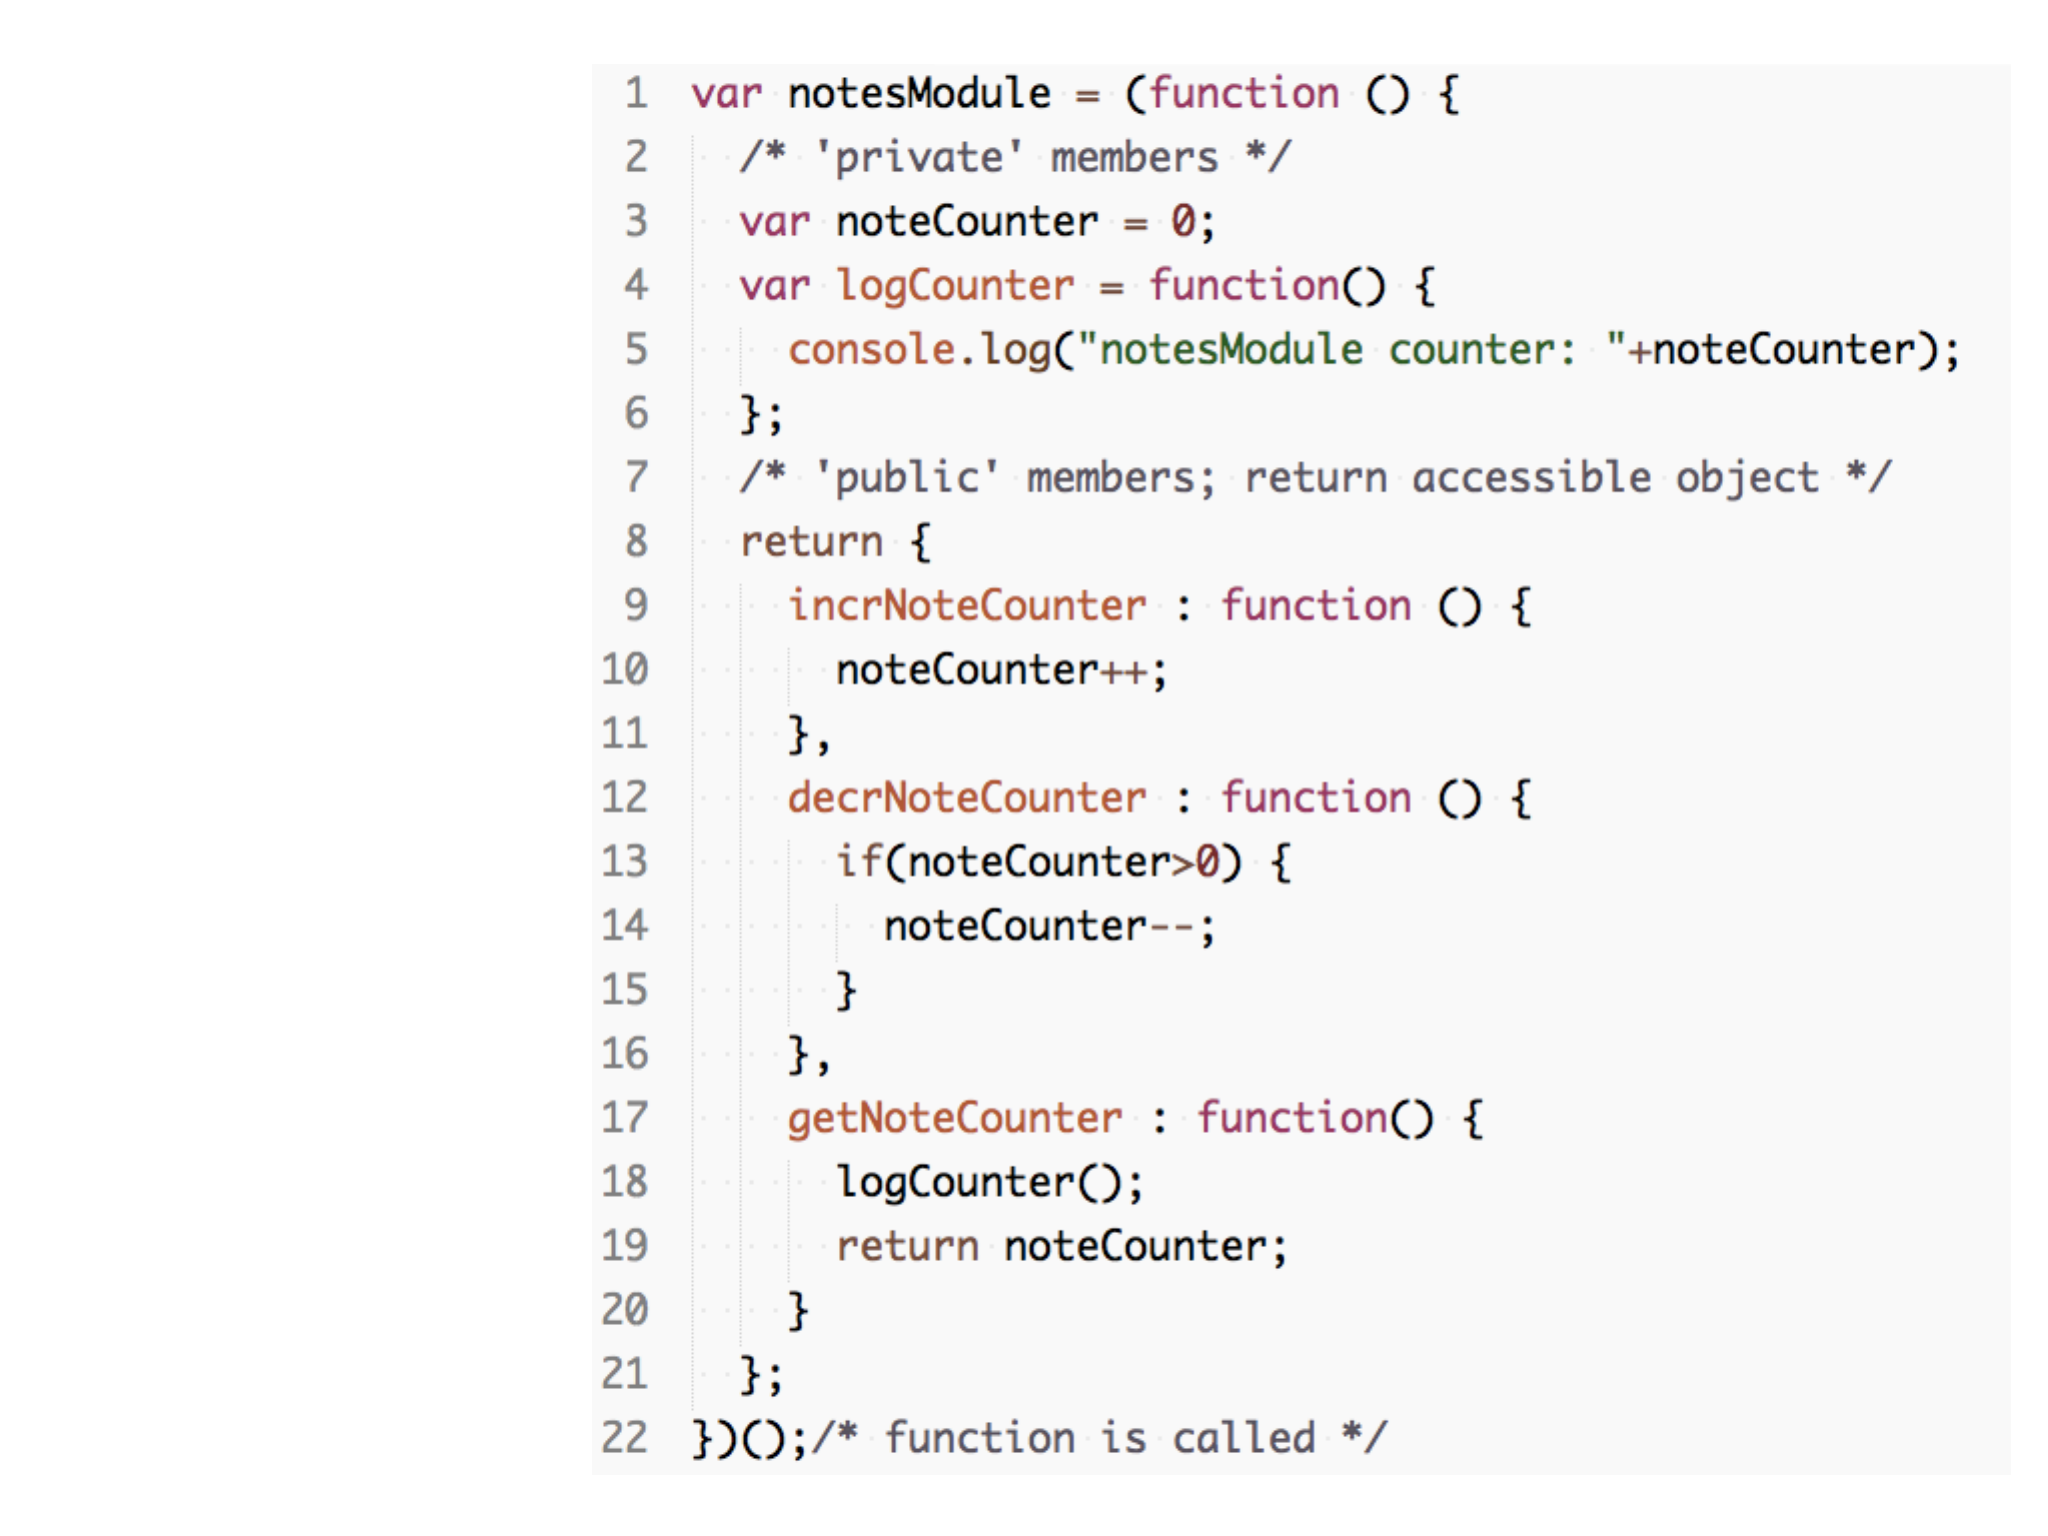 1 var notesModule = (function () {
2 /* 'private' members */
3 var noteCounter = 0;
4 var logCounter = function() {
5 console.log("notesModule counter: "+noteCounter);
6 };
7 /* 'public' members; return accessible object */
8 return {
9 incrNoteCounter : function () {
10 noteCounter++;
11 },
12 decrNoteCounter : function () {
13 if(noteCounter>0) {
14 noteCounter--;
15 }
16 },
17 getNoteCounter : function() {
18 logCounter();
19 return noteCounter;
20 }
21 };
22 })();/* function is called */